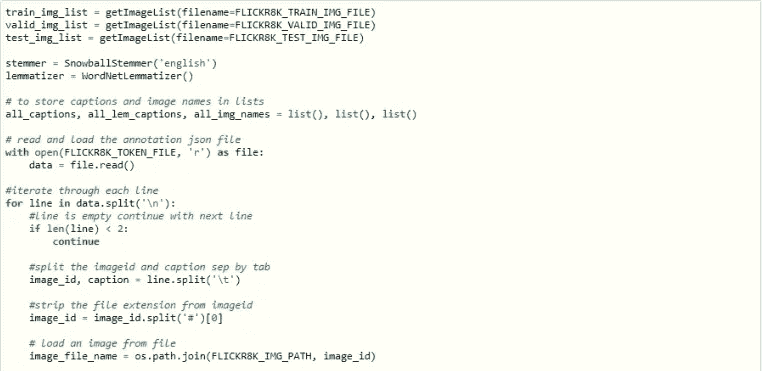 train_img_list = getImageList(filename=FLICKR8K_TRAIN_IMG_FILE)
valid_img_list = getImageList(filename=FLICKR8K_VALID_IMG_FILE)
test_img_list = getImageList(filename=FLICKR8K_TEST_IMG_FILE)

stemmer = SnowballStemmer('english')
lemmatizer = WordNetLemmatizer()

# to store captions and image names in lists
all_captions, all_lem_captions, all_img_names = list(), list(), list()

# read and load the annotation json file
with open(FLICKR8K_TOKEN_FILE, 'r') as file:
    data = file.read()

#iterate through each line
for line in data.split('\n'):
    #line is empty continue with next line
    if len(line) < 2:
        continue

    #split the imageid and caption sep by tab
    image_id, caption = line.split('\t')

    #strip the file extension from imageid
    image_id = image_id.split('#')[0]

    # load an image from file
    image_file_name = os.path.join(FLICKR8K_IMG_PATH, image_id)